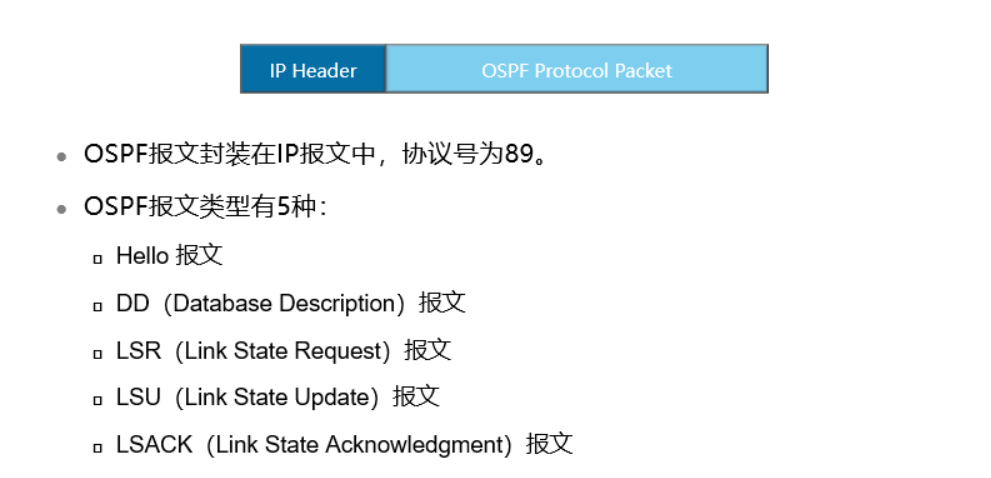 IP Header
OSPF Protocol Packet
OSPF报文封装在IP报文中，协议号为89。
OSPF报文类型有5种：
Hello 报文
DD（Database Description）报文
LSR（Link State Request）报文
LSU（Link State Update）报文
LSACK（Link State Acknowledgment）报文